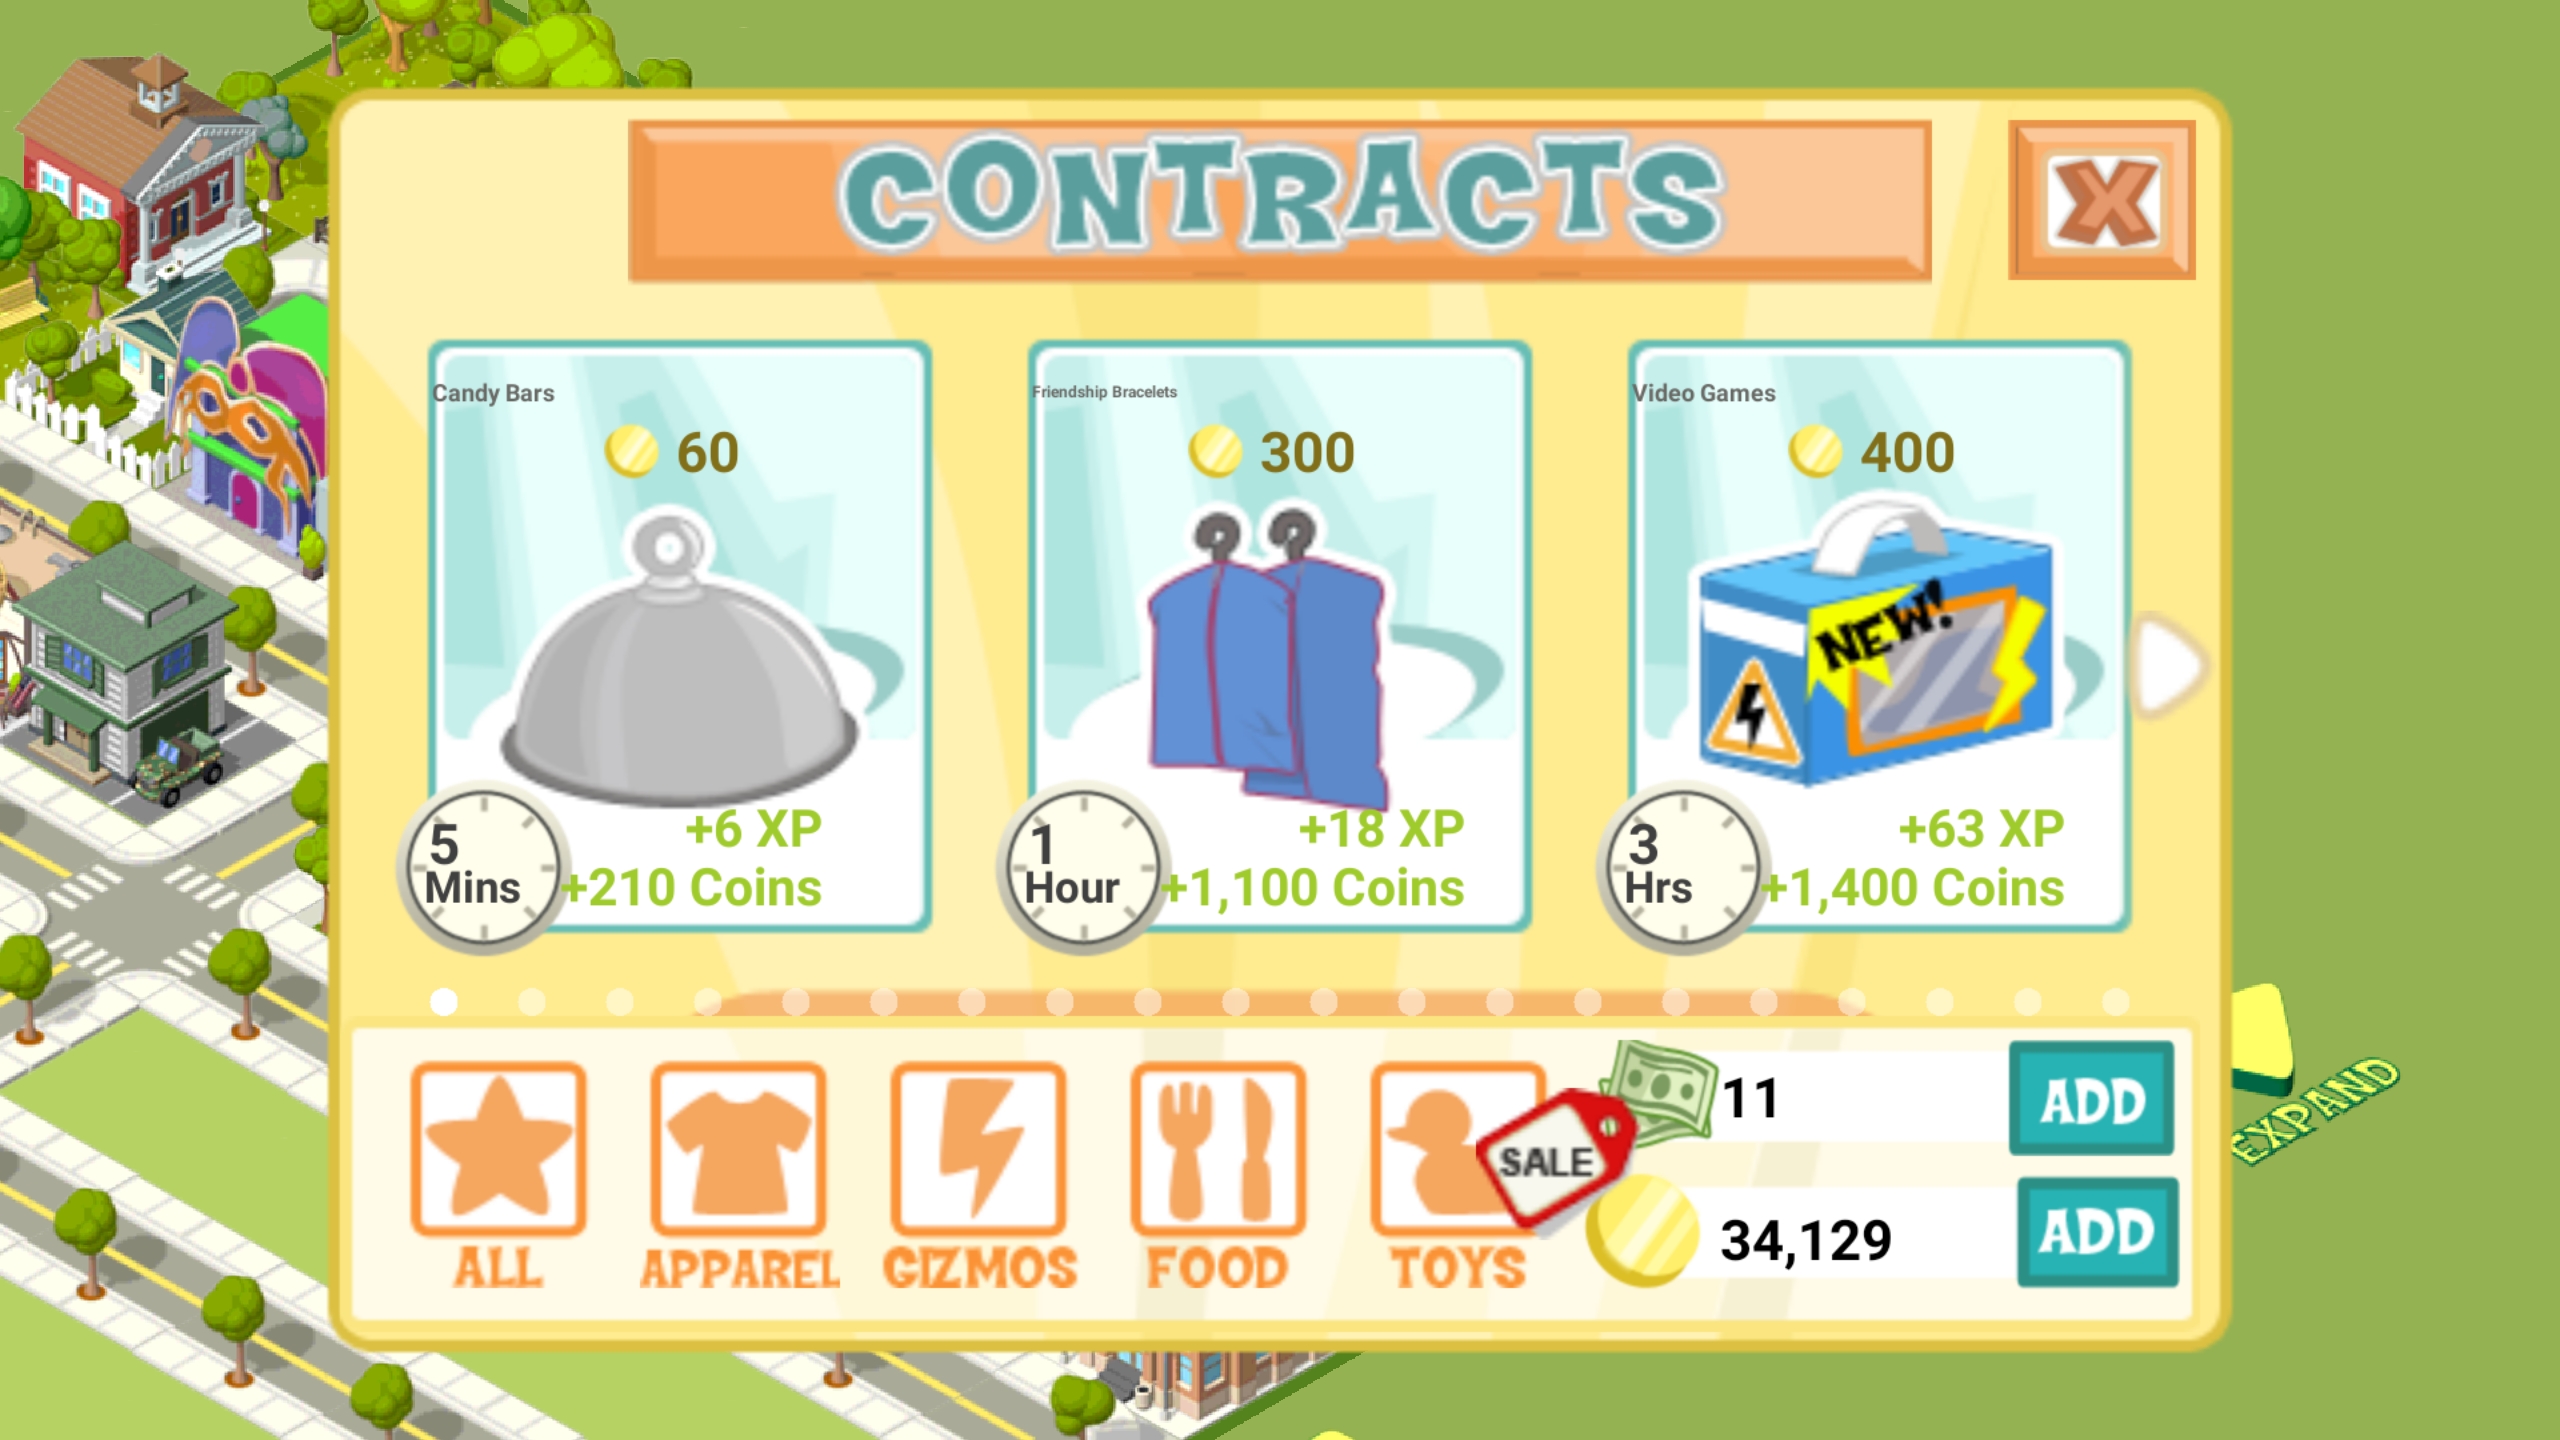 CONTRACTS
X
Candy Bars
60
5
Mins
+6 XP
+210 Coins
Friendship Bracelets
300
1
Hour
+18 XP
+1,100 Coins
Video Games
400
NEW!
3
Hrs
+63 XP
+1,400 Coins
ALL
APPAREL
GIZMOS
FOOD
TOYS
SALE
11
ADD
34,129
ADD
EXPAND